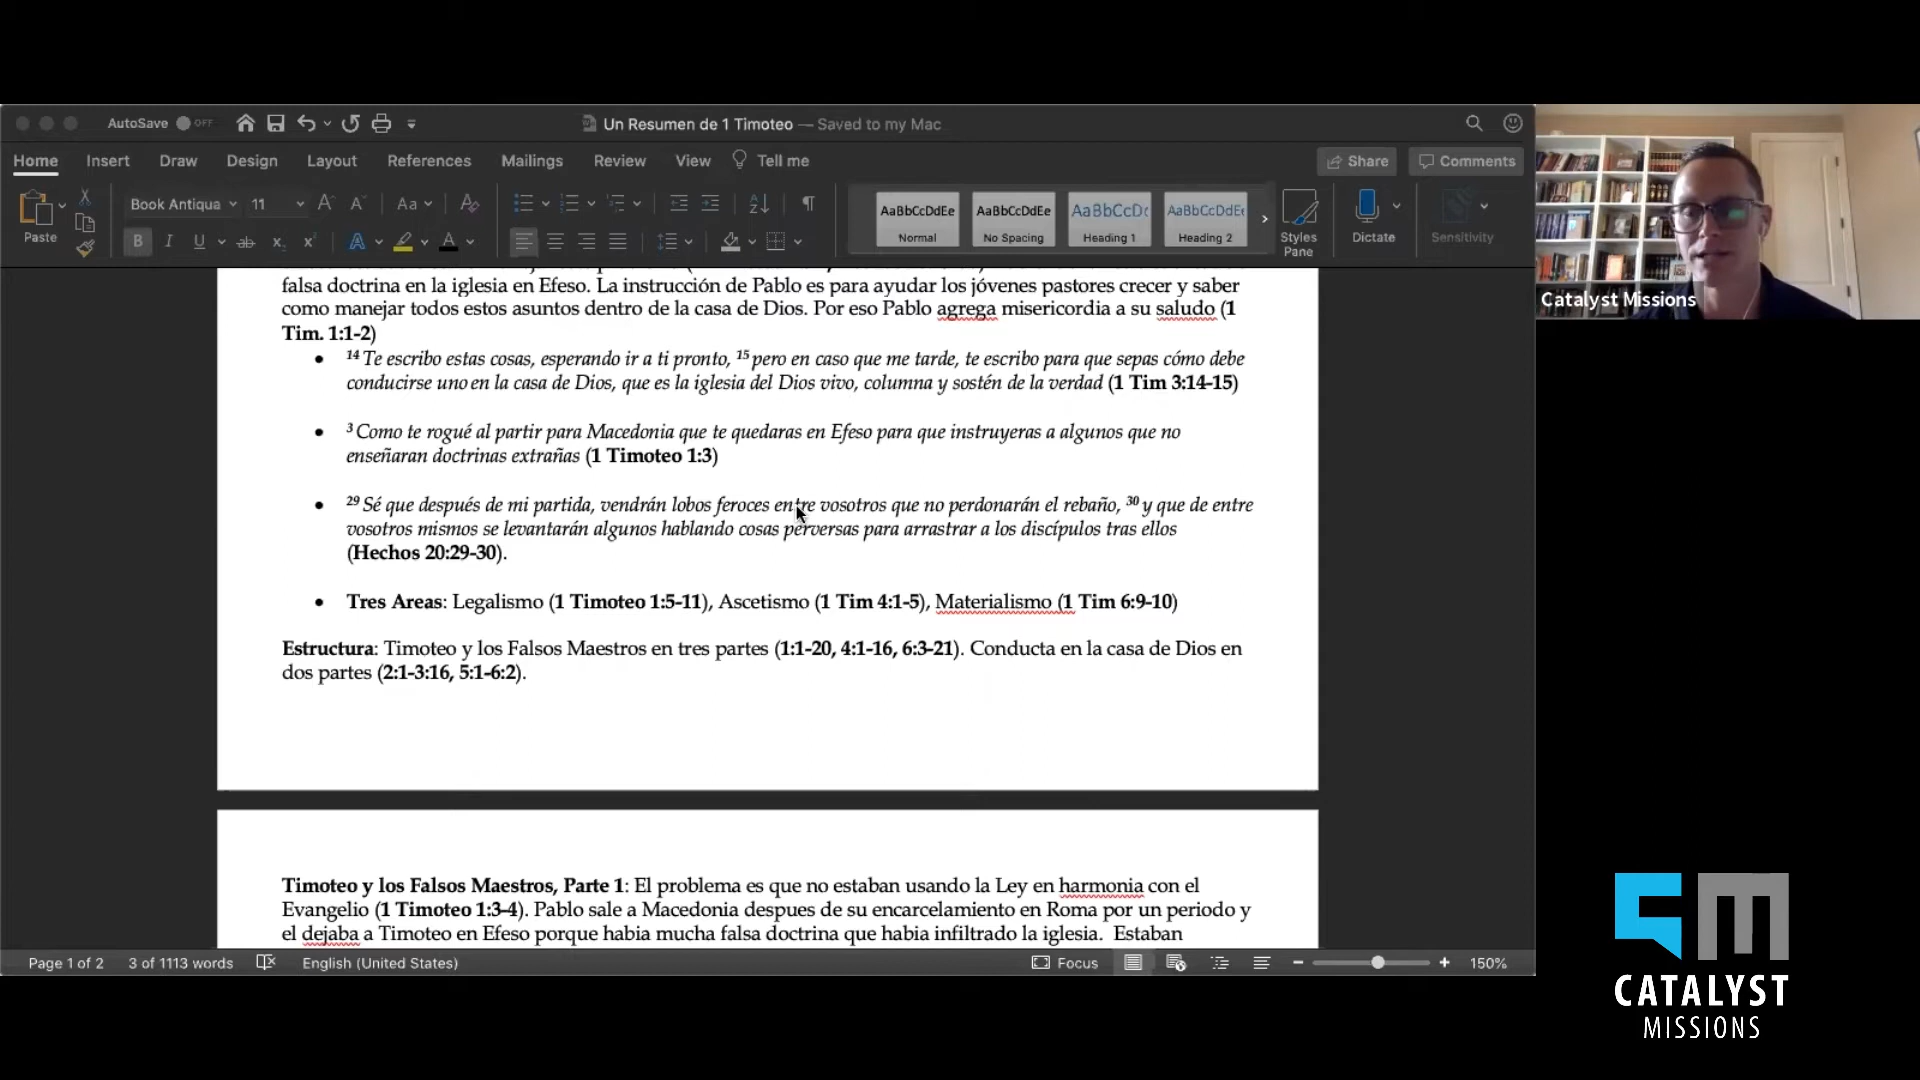 AutoSave OFF
Un Resumen de 1 Timoteo — Saved to my Mac
Home Insert Draw Design Layout References Mailings Review View Tell me Share Comments
Paste
Book Antiqua 11
AaBbCcDdEe AaBbCcDdEe AaBbCcDc AaBbCcDdEe
Normal No Spacing Heading 1 Heading 2
Styles Pane
Dictate
Sensitivity
falsa doctrina en la iglesia en Efeso. La instrucción de Pablo es para ayudar los jóvenes pastores crecer y saber
como manejar todos estos asuntos dentro de la casa de Dios. Por eso Pablo agrega misericordia a su saludo (1
Tim. 1:1-2)
• 14 Te escribo estas cosas, esperando ir a ti pronto, 15 pero en caso que me tarde, te escribo para que sepas cómo debe
conducirse uno en la casa de Dios, que es la iglesia del Dios vivo, columna y sostén de la verdad (1 Tim 3:14-15)
• 3 Como te rogué al partir para Macedonia que te quedaras en Efeso para que instruyeras a algunos que no
enseñaran doctrinas extrañas (1 Timoteo 1:3)
• 29 Sé que después de mi partida, vendrán lobos feroces entre vosotros que no perdonarán el rebaño, 30 y que de entre
vosotros mismos se levantarán algunos hablando cosas perversas para arrastrar a los discípulos tras ellos
(Hechos 20:29-30).
• Tres Areas: Legalismo (1 Timoteo 1:5-11), Ascetismo (1 Tim 4:1-5), Materialismo (1 Tim 6:9-10)
Estructura: Timoteo y los Falsos Maestros en tres partes (1:1-20, 4:1-16, 6:3-21). Conducta en la casa de Dios en
dos partes (2:1-3:16, 5:1-6:2).
Timoteo y los Falsos Maestros, Parte 1: El problema es que no estaban usando la Ley en harmonia con el
Evangelio (1 Timoteo 1:3-4). Pablo sale a Macedonia despues de su encarcelamiento en Roma por un periodo y
el dejaba a Timoteo en Efeso porque habia mucha falsa doctrina que habia infiltrado la iglesia. Estaban
Page 1 of 2 3 of 1113 words English (United States) Focus 150%
Catalyst Missions
CATALYST
MISSIONS